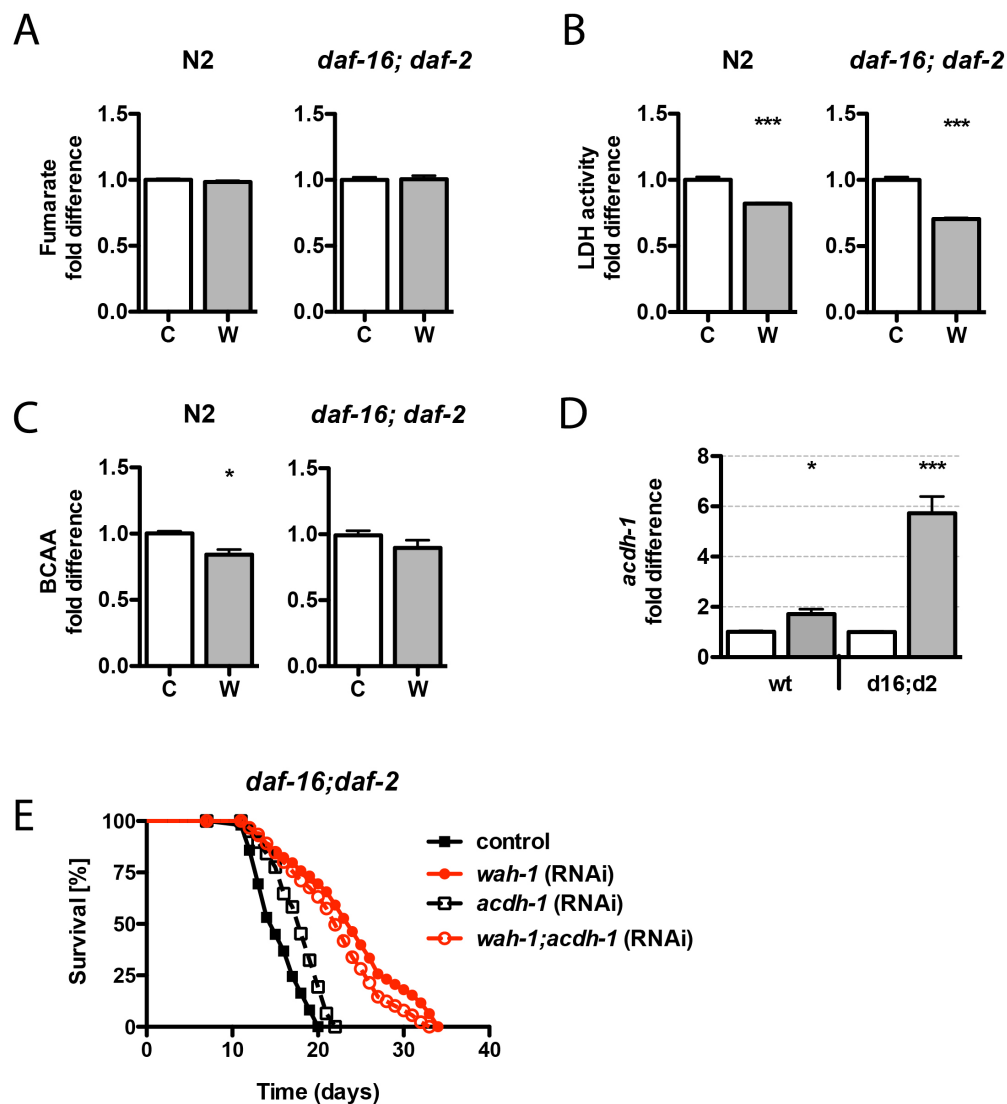 A
N2
daf-16; daf-2
Fumarate
fold difference
1.5
1.0
0.5
0.0
C
W
1.5
1.0
0.5
0.0
C
W
B
N2
daf-16; daf-2
LDH activity
fold difference
1.5
1.0
0.5
0.0
***
C
W
1.5
1.0
0.5
0.0
***
C
W
C
N2
daf-16; daf-2
BCAA
fold difference
1.5
1.0
0.5
0.0
*
C
W
1.5
1.0
0.5
0.0
C
W
D
acdh-1
fold difference
8
6
4
2
0
*
***
wt
d16;d2
E
daf-16;daf-2
Survival [%]
100
75
50
25
0
0
10
20
30
40
Time (days)
control
wah-1 (RNAi)
acdh-1 (RNAi)
wah-1;acdh-1 (RNAi)